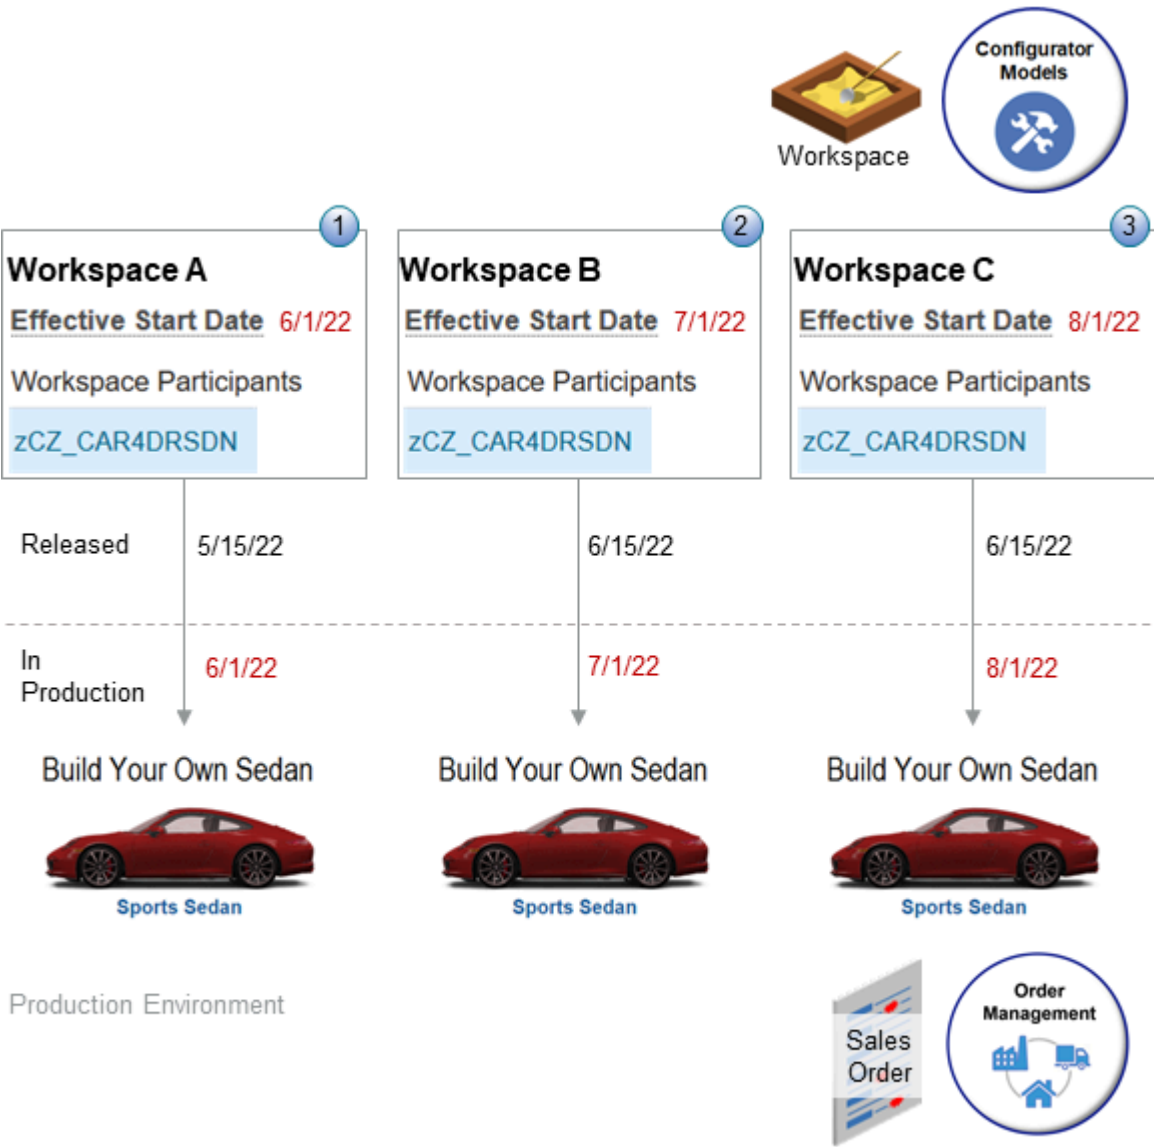 Configurator
Models
Workspace
1
Workspace A
Effective Start Date 6/1/22
Workspace Participants
zCZ_CAR4DRSDN
2
Workspace B
Effective Start Date 7/1/22
Workspace Participants
zCZ_CAR4DRSDN
3
Workspace C
Effective Start Date 8/1/22
Workspace Participants
zCZ_CAR4DRSDN
Released 5/15/22 6/15/22 6/15/22
In
Production
6/1/22 7/1/22 8/1/22
Build Your Own Sedan
Sports Sedan
Build Your Own Sedan
Sports Sedan
Build Your Own Sedan
Sports Sedan
Production Environment
Sales
Order
Order
Management